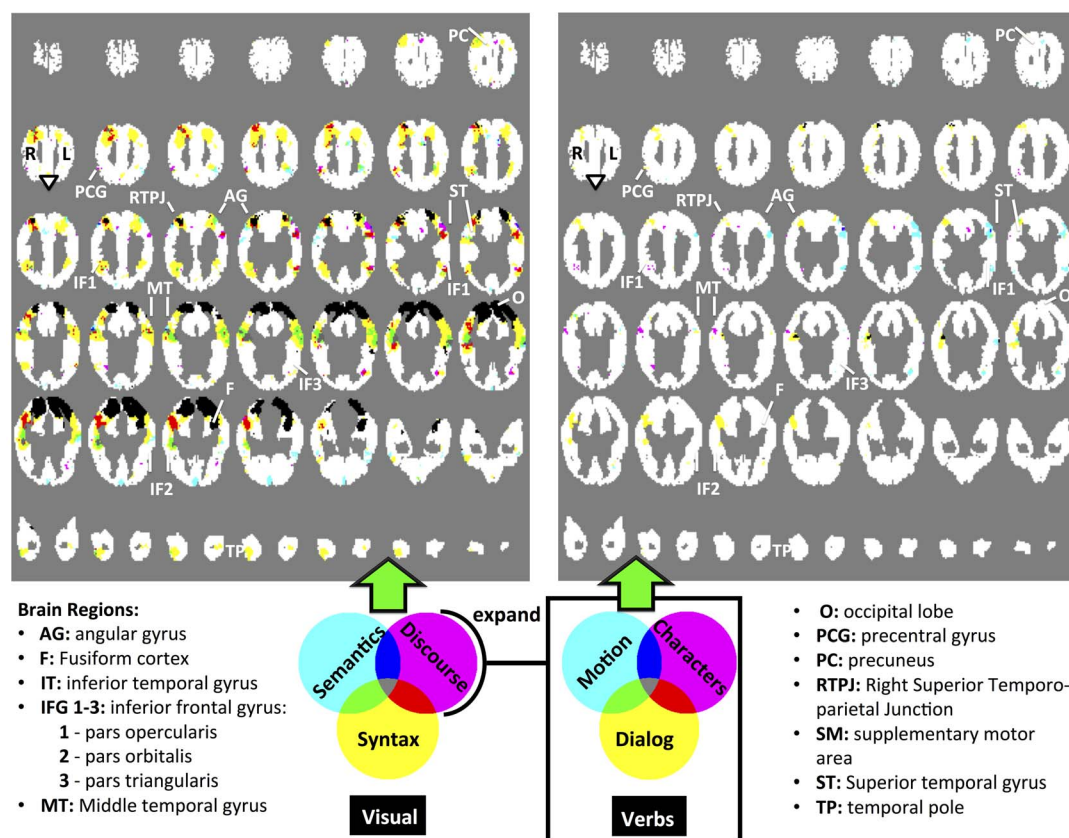 PC
R L
PCG
RTPJ
AG
ST
IF1
MT
IF1
O
IF3
F
IF2
TP
PC
R L
PCG
RTPJ
AG
ST
IF1
MT
IF1
O
IF3
F
IF2
TP
Brain Regions:
• AG: angular gyrus
• F: Fusiform cortex
• IT: inferior temporal gyrus
• IFG 1-3: inferior frontal gyrus:
1 - pars opercularis
2 - pars orbitalis
3 - pars triangularis
• MT: Middle temporal gyrus
Semantics
Discourse
Syntax
Visual
expand
Motion
Characters
Dialog
Verbs
• O: occipital lobe
• PCG: precentral gyrus
• PC: precuneus
• RTPJ: Right Superior Temporo-
parietal Junction
• SM: supplementary motor
area
• ST: Superior temporal gyrus
• TP: temporal pole